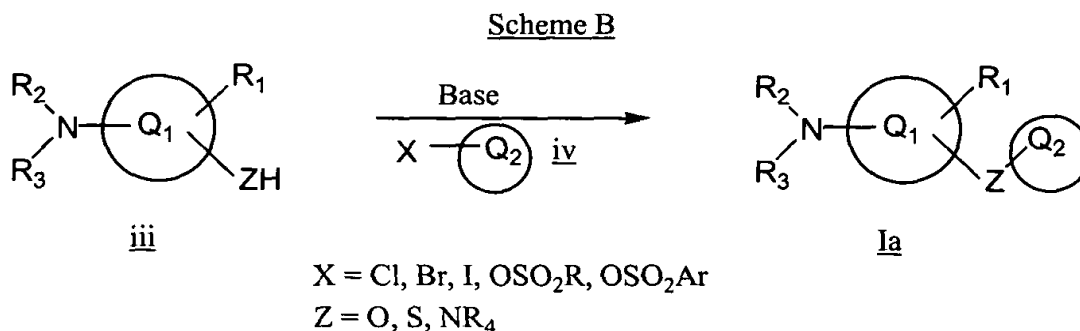 Scheme B
R₂ N R₃ Q₁ R₁ ZH
Base
X Q₂ iv
R₂ N R₃ Q₁ R₁ Z Q₂
iii
Ia
X = Cl, Br, I, OSO₂R, OSO₂Ar
Z = O, S, NR₄